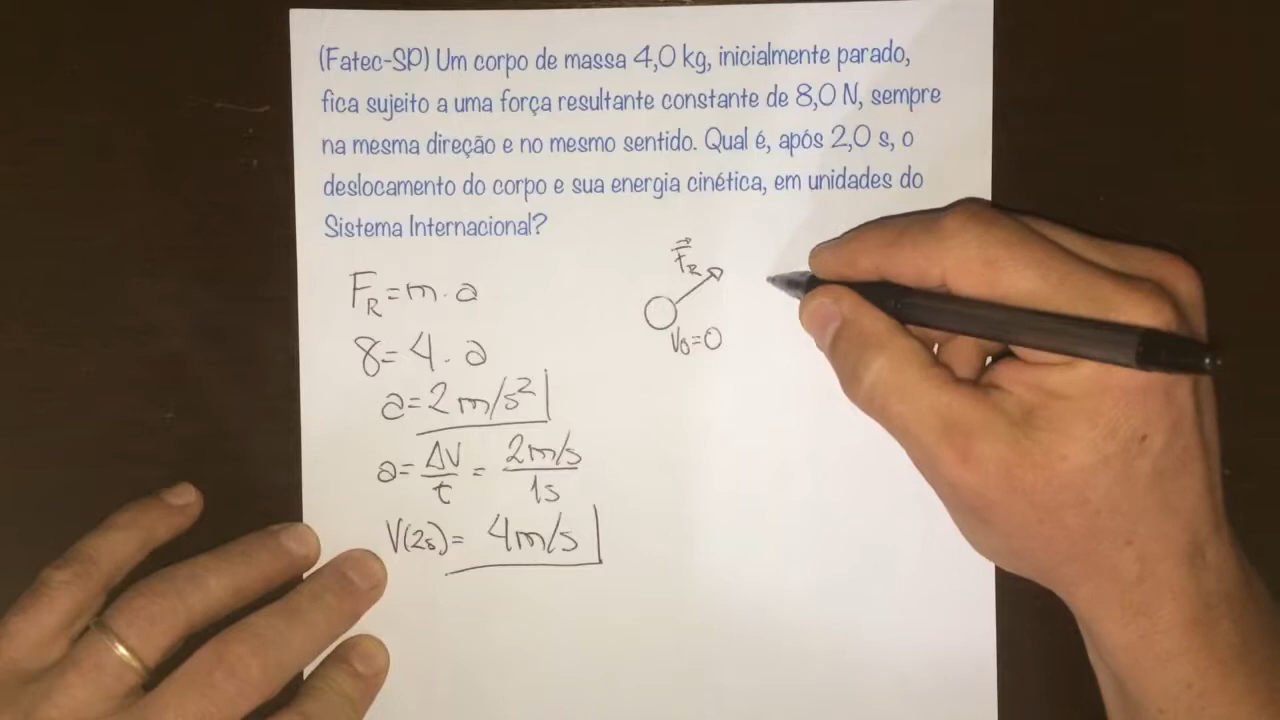 (Fatec-SP) Um corpo de massa 4,0 kg, inicialmente parado,
fica sujeito a uma força resultante constante de 8,0 N, sempre
na mesma direção e no mesmo sentido. Qual é, após 2,0 s, o
deslocamento do corpo e sua energia cinética, em unidades do
Sistema Internacional?
F_R = m . a
8 = 4 . a
a = 2 m/s²
a = ΔV/t = 2m/s / 1s
V(2s) = 4 m/s
F_R
V₀ = 0